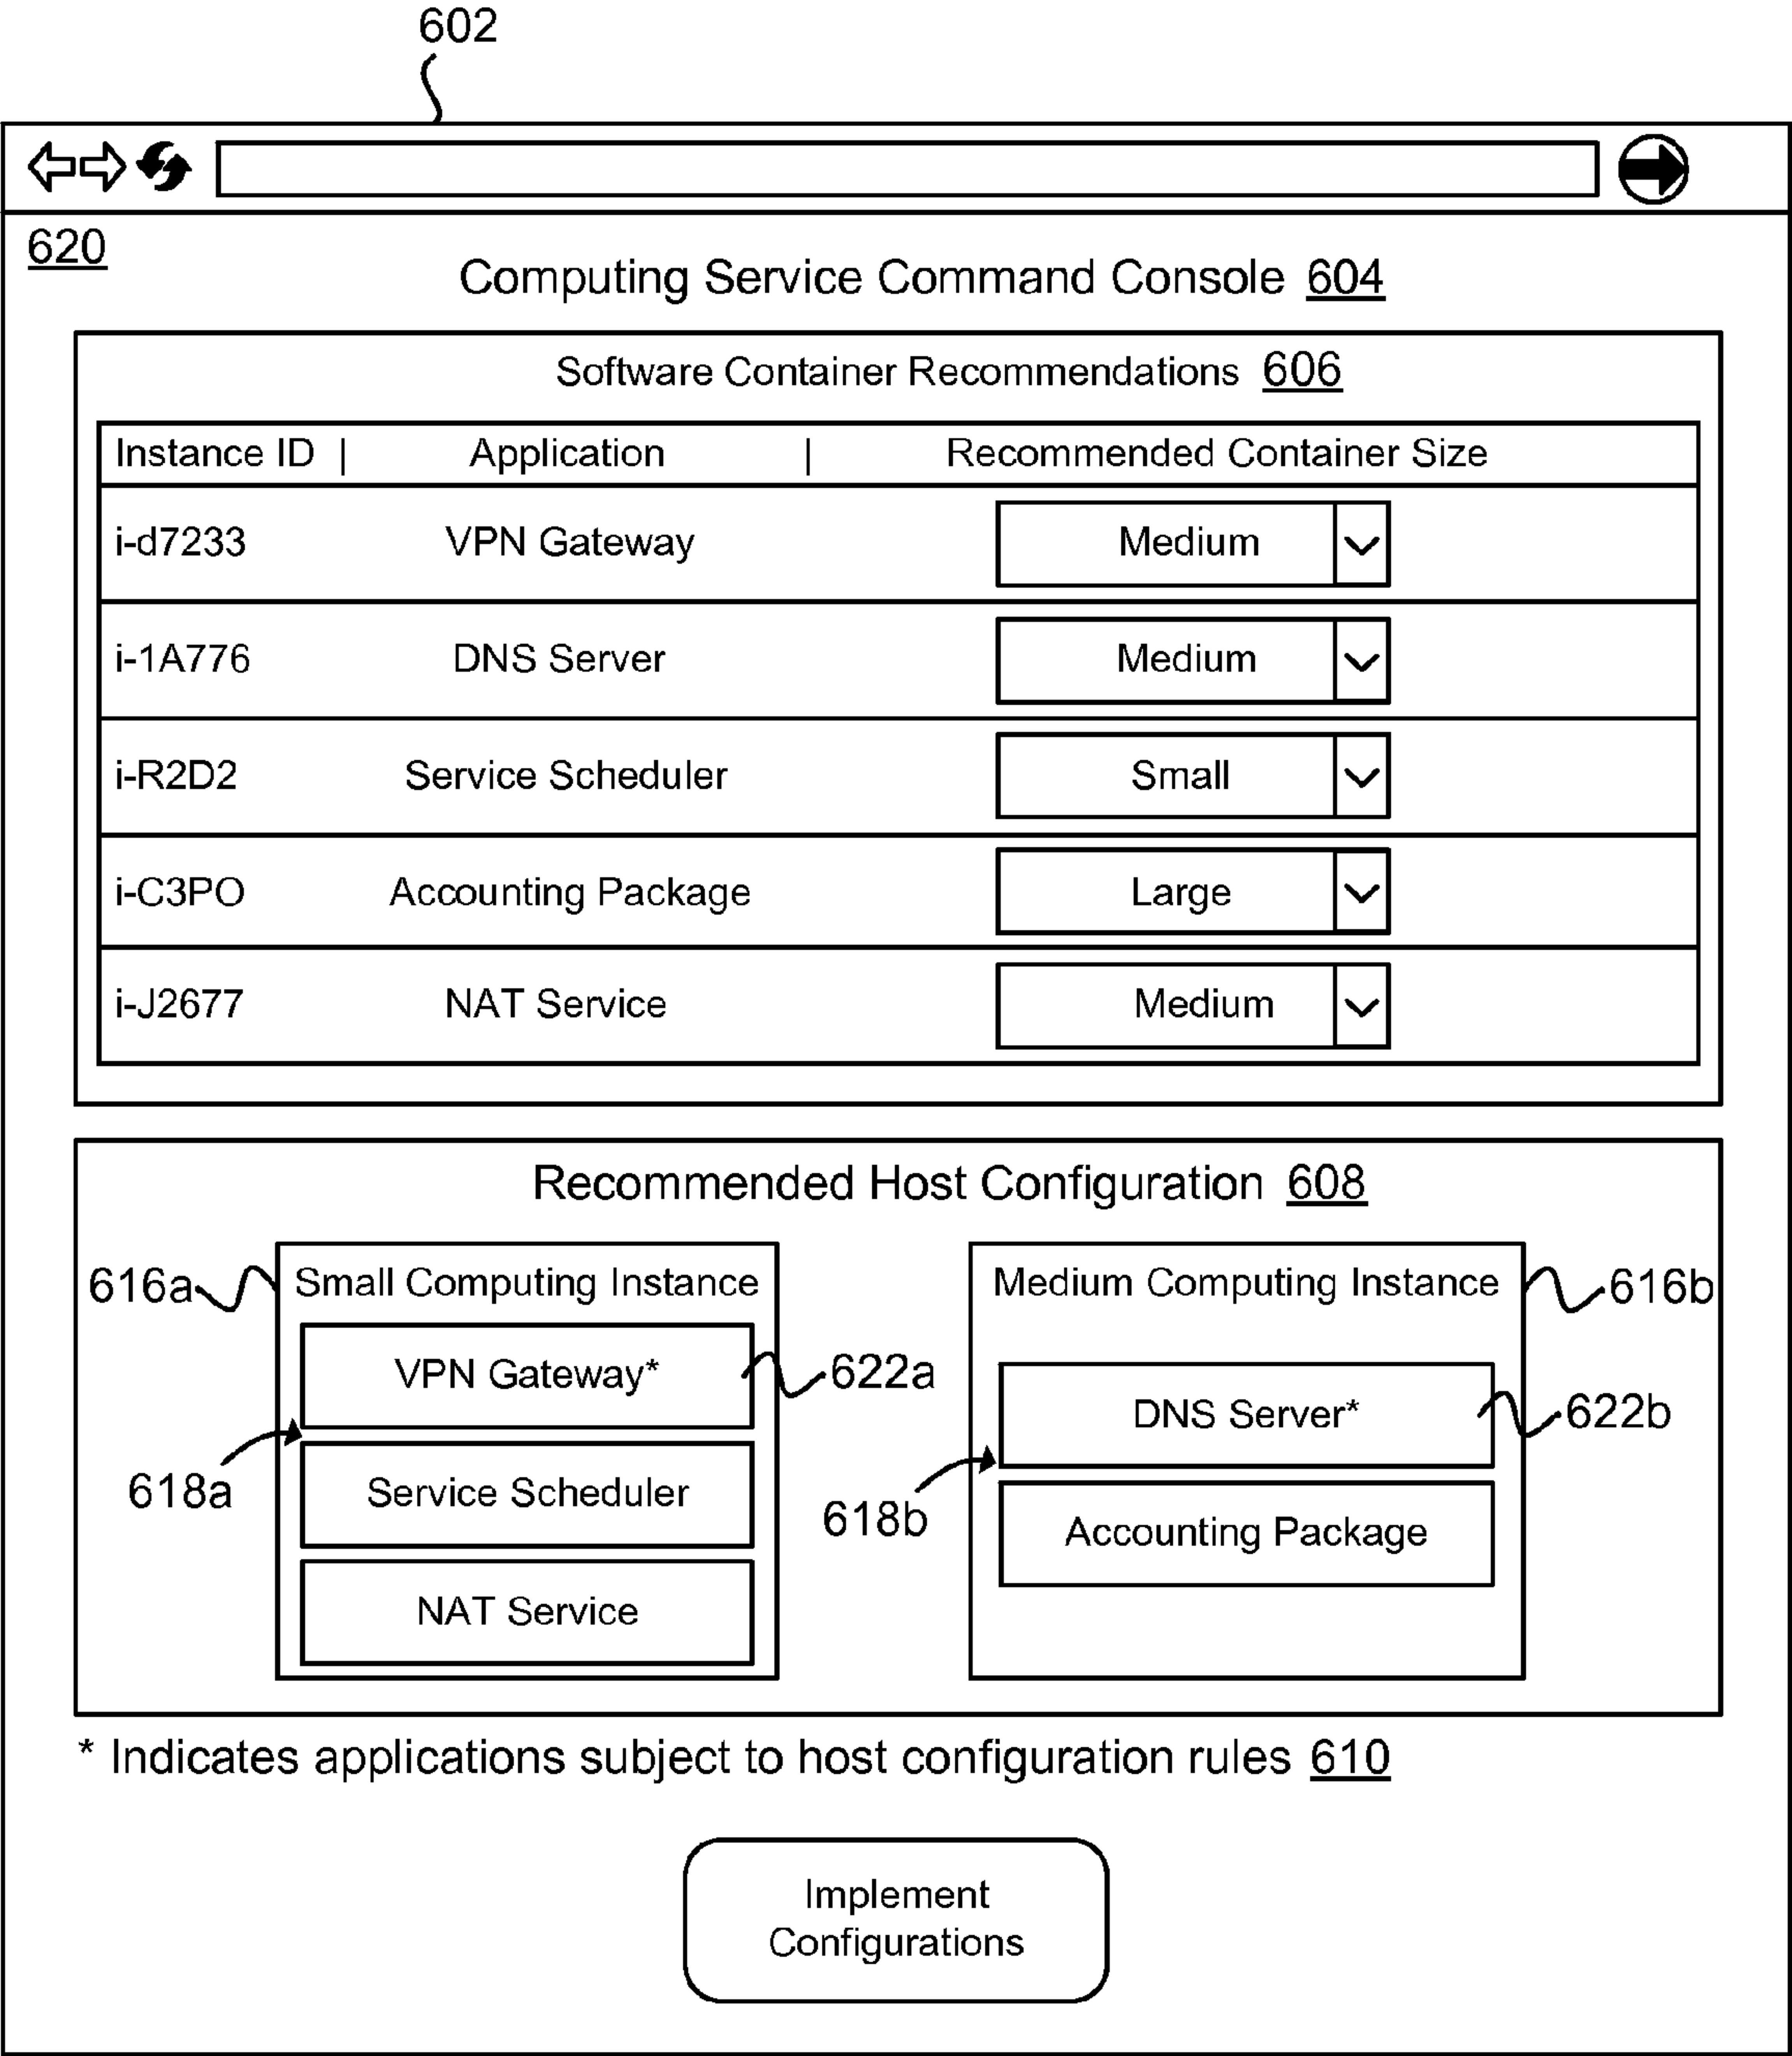 602
620
Computing Service Command Console 604
Software Container Recommendations 606
Instance ID | Application | Recommended Container Size
i-d7233 VPN Gateway Medium
i-1A776 DNS Server Medium
i-R2D2 Service Scheduler Small
i-C3PO Accounting Package Large
i-J2677 NAT Service Medium
Recommended Host Configuration 608
616a Small Computing Instance Medium Computing Instance 616b
VPN Gateway* 622a
DNS Server* 622b
618a Service Scheduler
618b Accounting Package
NAT Service
* Indicates applications subject to host configuration rules 610
Implement
Configurations